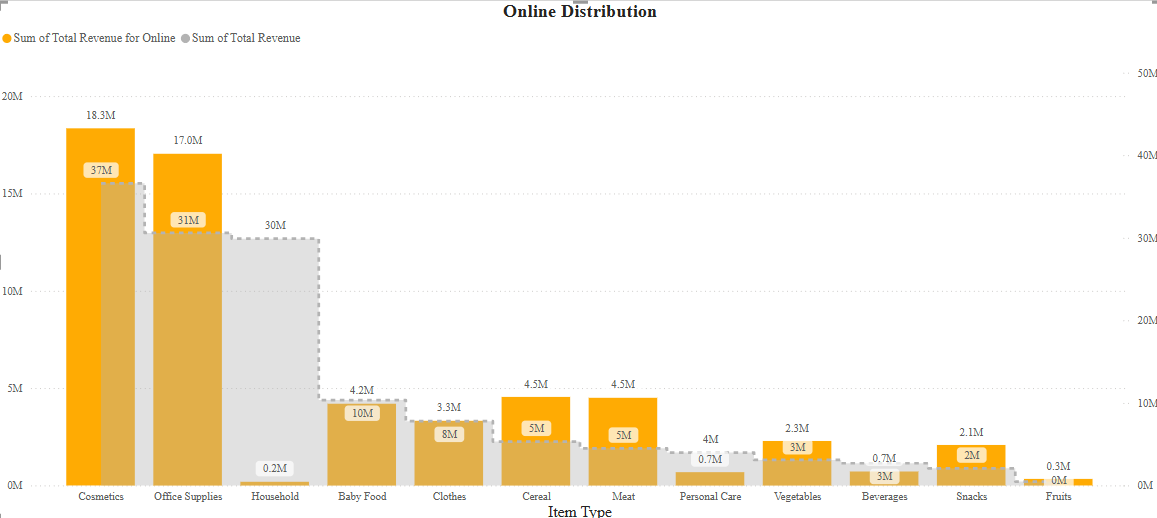 Online Distribution
Sum of Total Revenue for Online Sum of Total Revenue
50M
20M
18.3M
17.0M
40M
37M
15M
31M
30M
30M
10M
20M
5M
4.2M
4.5M
4.5M
10M
10M
3.3M
8M
5M
5M
4M
2.3M
3M
2.1M
2M
0.2M
0.7M
0.7M
3M
0.3M
0M
0M
0M
Cosmetics Office Supplies Household Baby Food Clothes Cereal Meat Personal Care Vegetables Beverages Snacks Fruits
Item Type